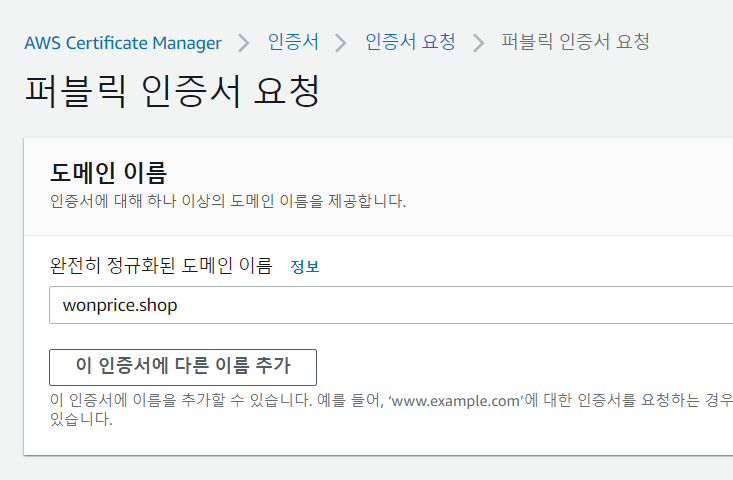 AWS Certificate Manager > 인증서 > 인증서 요청 > 퍼블릭 인증서 요청
퍼블릭 인증서 요청
도메인 이름
인증서에 대해 하나 이상의 도메인 이름을 제공합니다.
완전히 정규화된 도메인 이름 정보
wonprice.shop
이 인증서에 다른 이름 추가
이 인증서에 이름을 추가할 수 있습니다. 예를 들어, ‘www.example.com’에 대한 인증서를 요청하는 경우
있습니다.